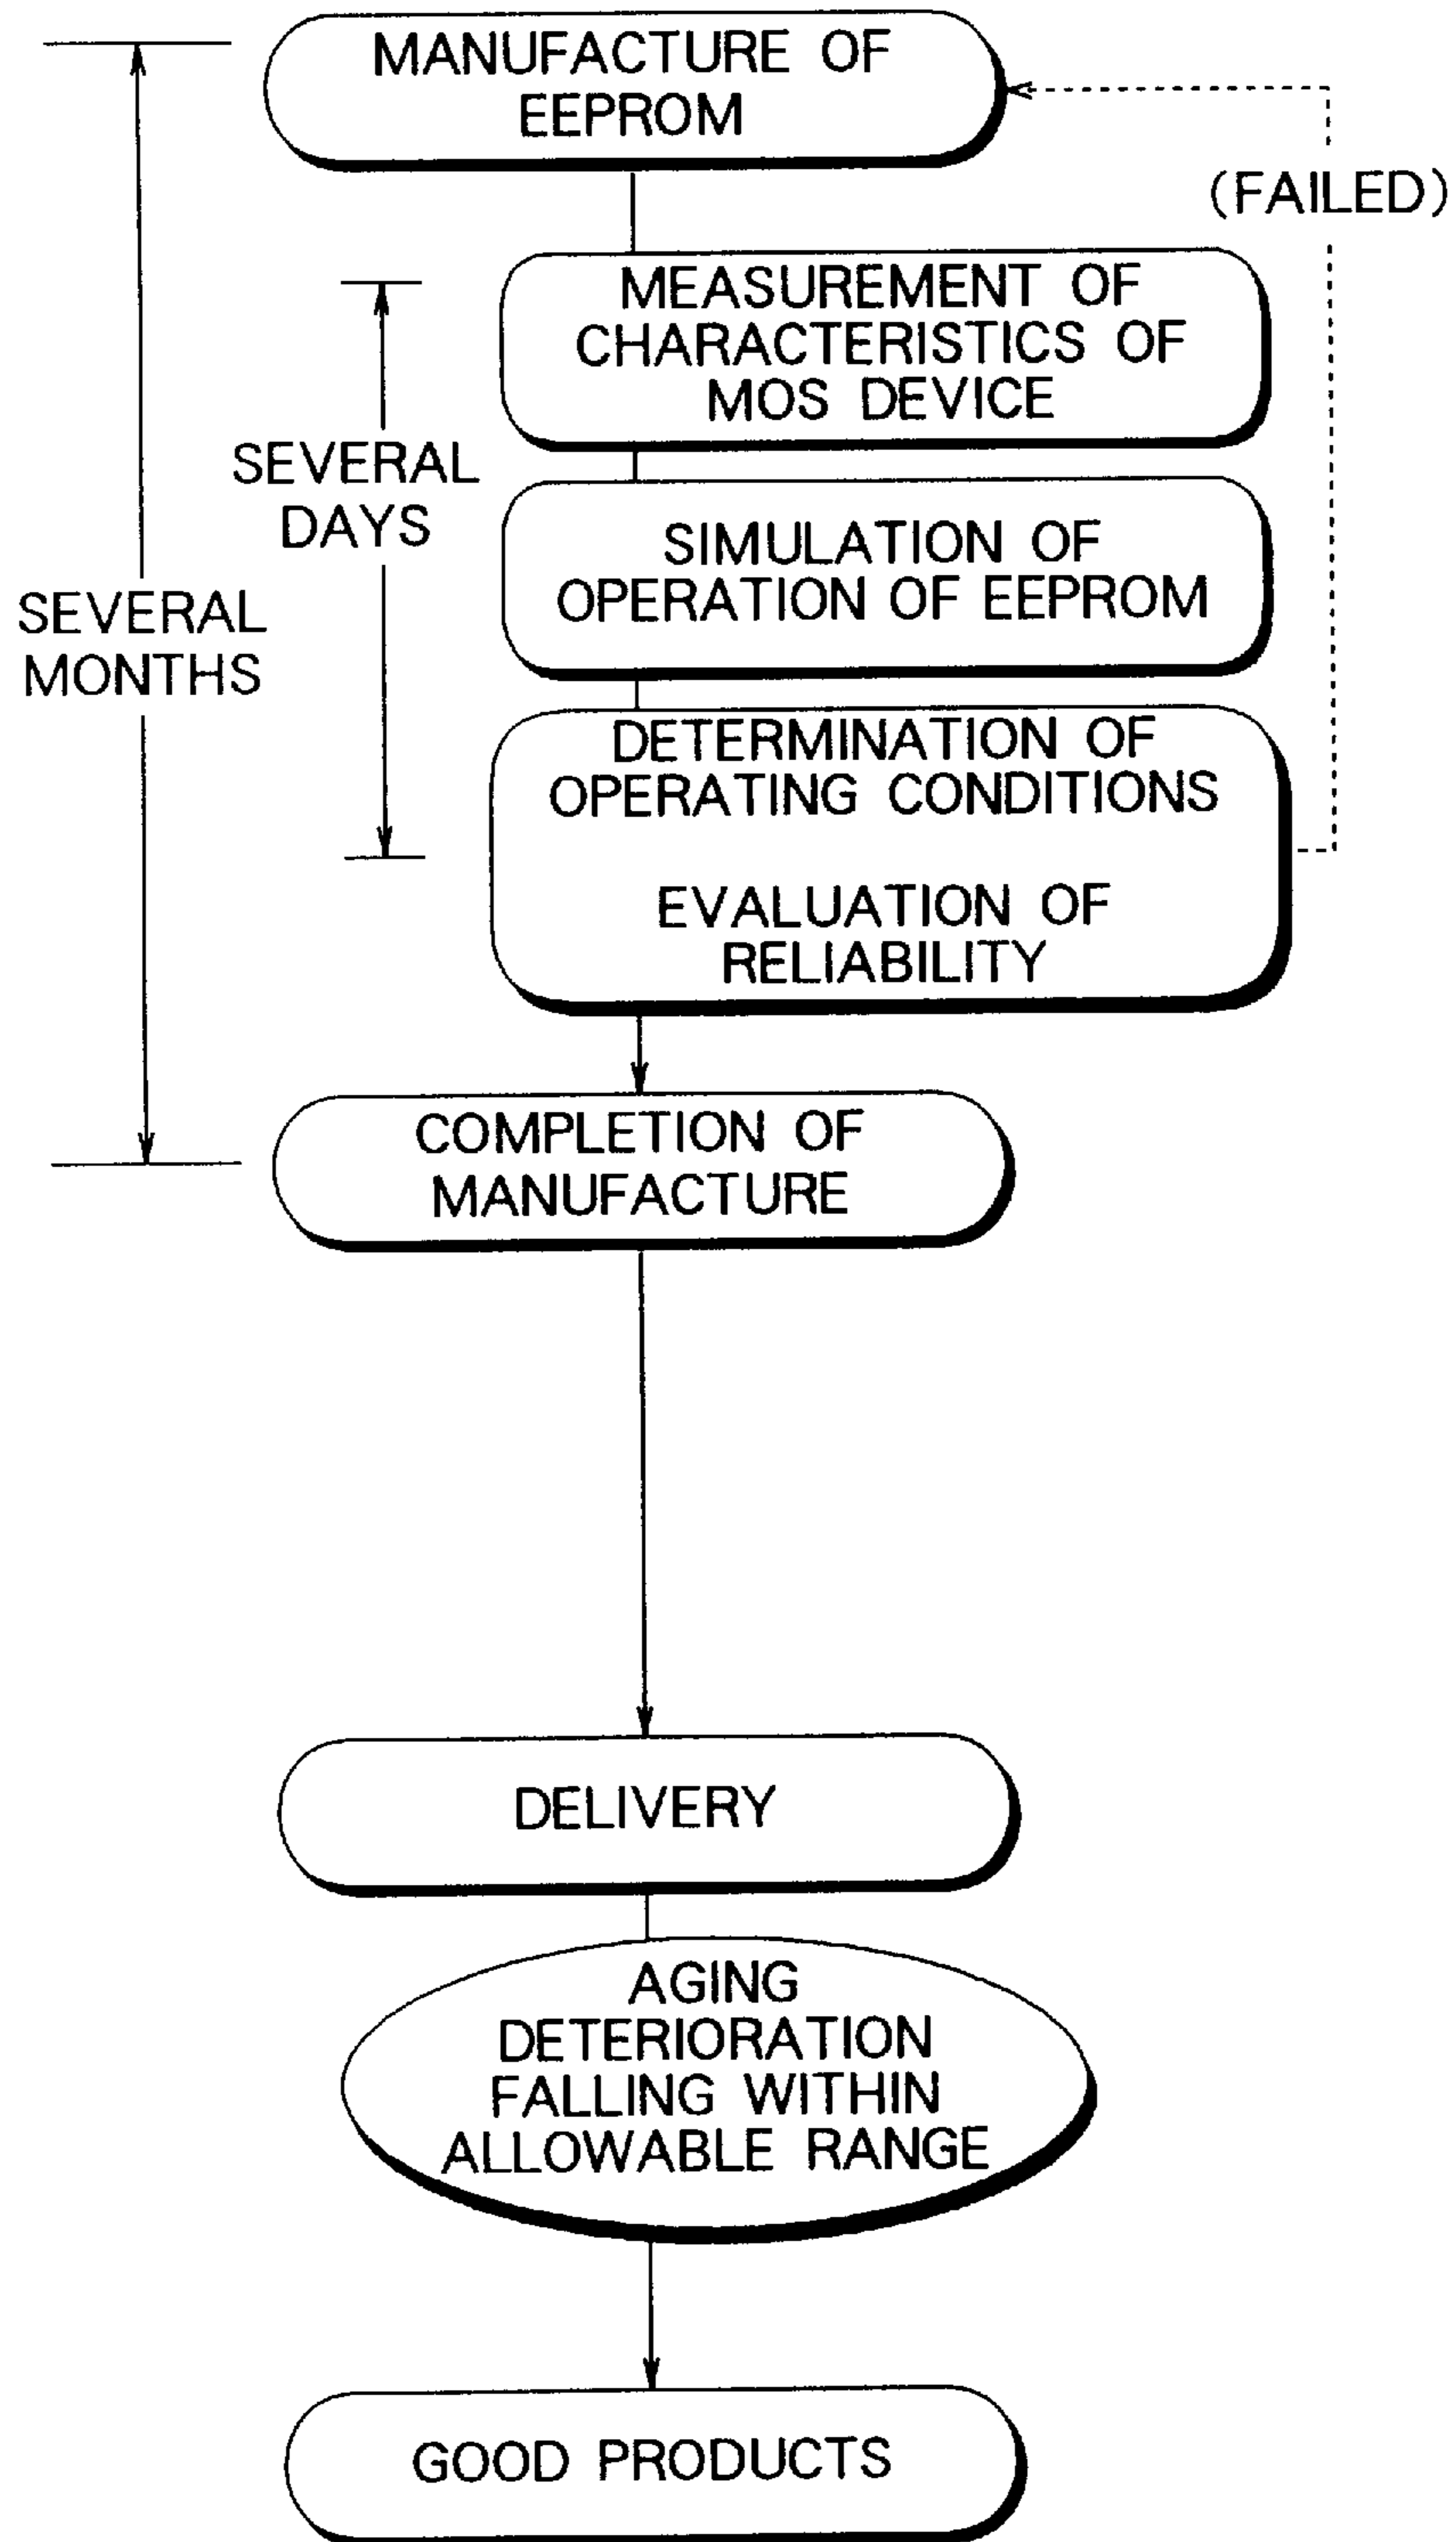 MANUFACTURE OF
EEPROM
(FAILED)
MEASUREMENT OF
CHARACTERISTICS OF
MOS DEVICE
SEVERAL
DAYS
SIMULATION OF
OPERATION OF EEPROM
SEVERAL
MONTHS
DETERMINATION OF
OPERATING CONDITIONS
EVALUATION OF
RELIABILITY
COMPLETION OF
MANUFACTURE
DELIVERY
AGING
DETERIORATION
FALLING WITHIN
ALLOWABLE RANGE
GOOD PRODUCTS